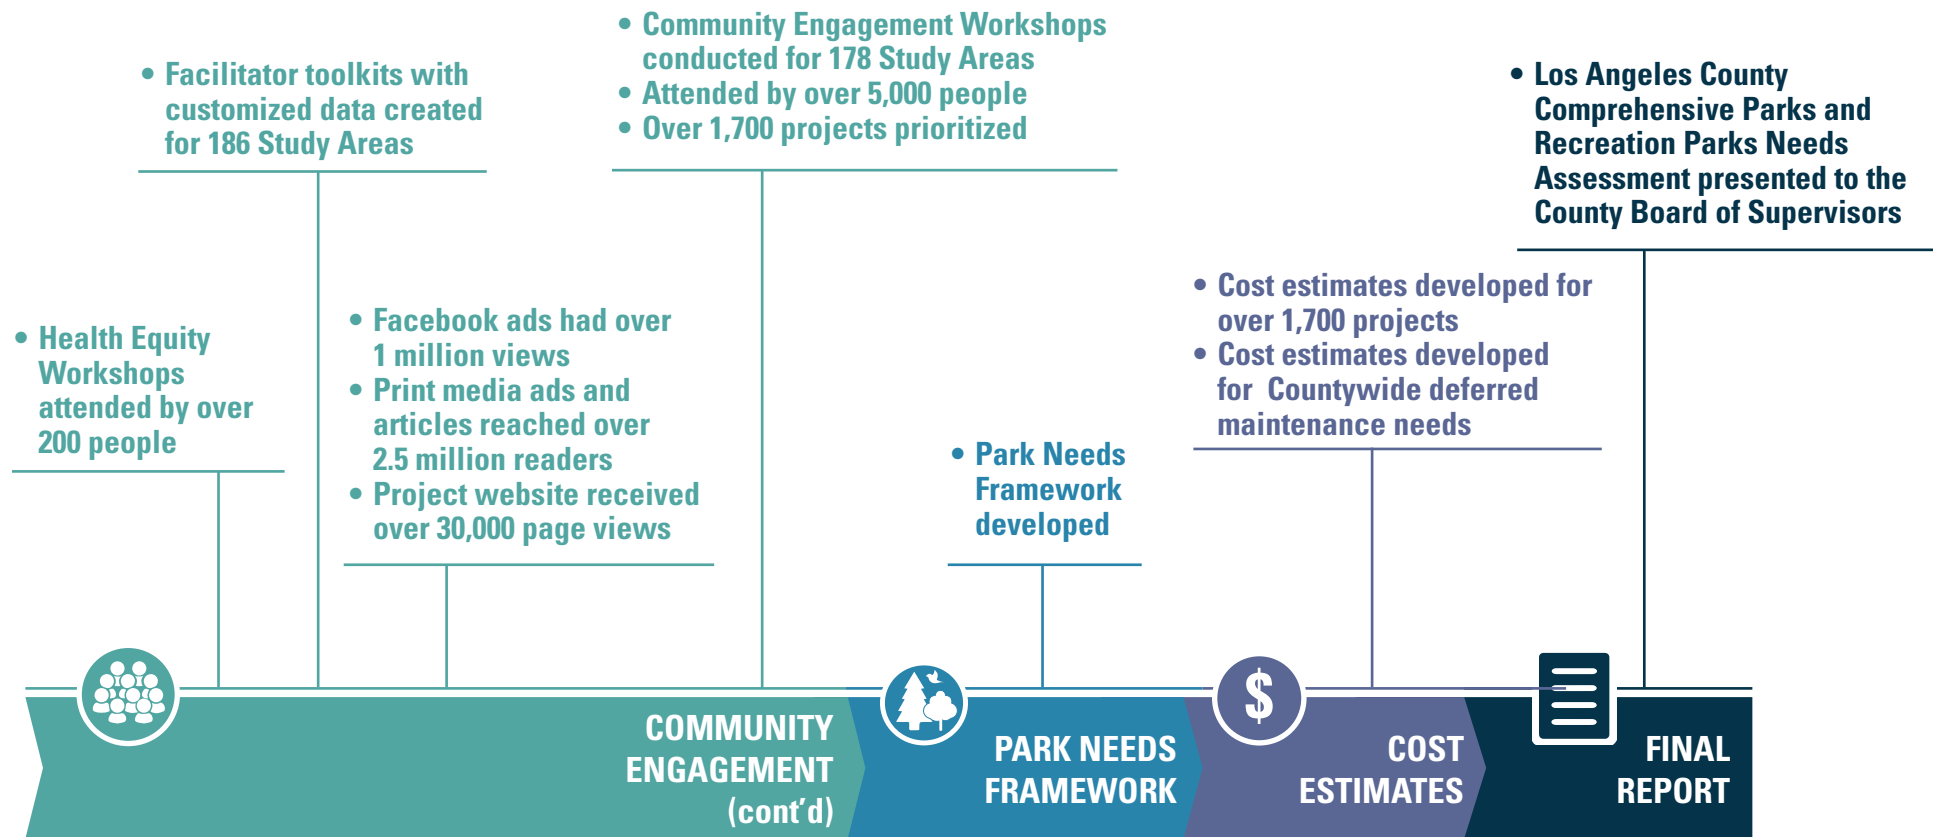 • Health Equity
Workshops
attended by over
200 people
• Facilitator toolkits with
customized data created
for 186 Study Areas
• Facebook ads had over
1 million views
• Print media ads and
articles reached over
2.5 million readers
• Project website received
over 30,000 page views
• Community Engagement Workshops
conducted for 178 Study Areas
• Attended by over 5,000 people
• Over 1,700 projects prioritized
• Park Needs
Framework
developed
• Cost estimates developed for
over 1,700 projects
• Cost estimates developed
for Countywide deferred
maintenance needs
• Los Angeles County
Comprehensive Parks and
Recreation Parks Needs
Assessment presented to the
County Board of Supervisors
COMMUNITY
ENGAGEMENT
(cont'd)
PARK NEEDS
FRAMEWORK
$
COST
ESTIMATES
FINAL
REPORT